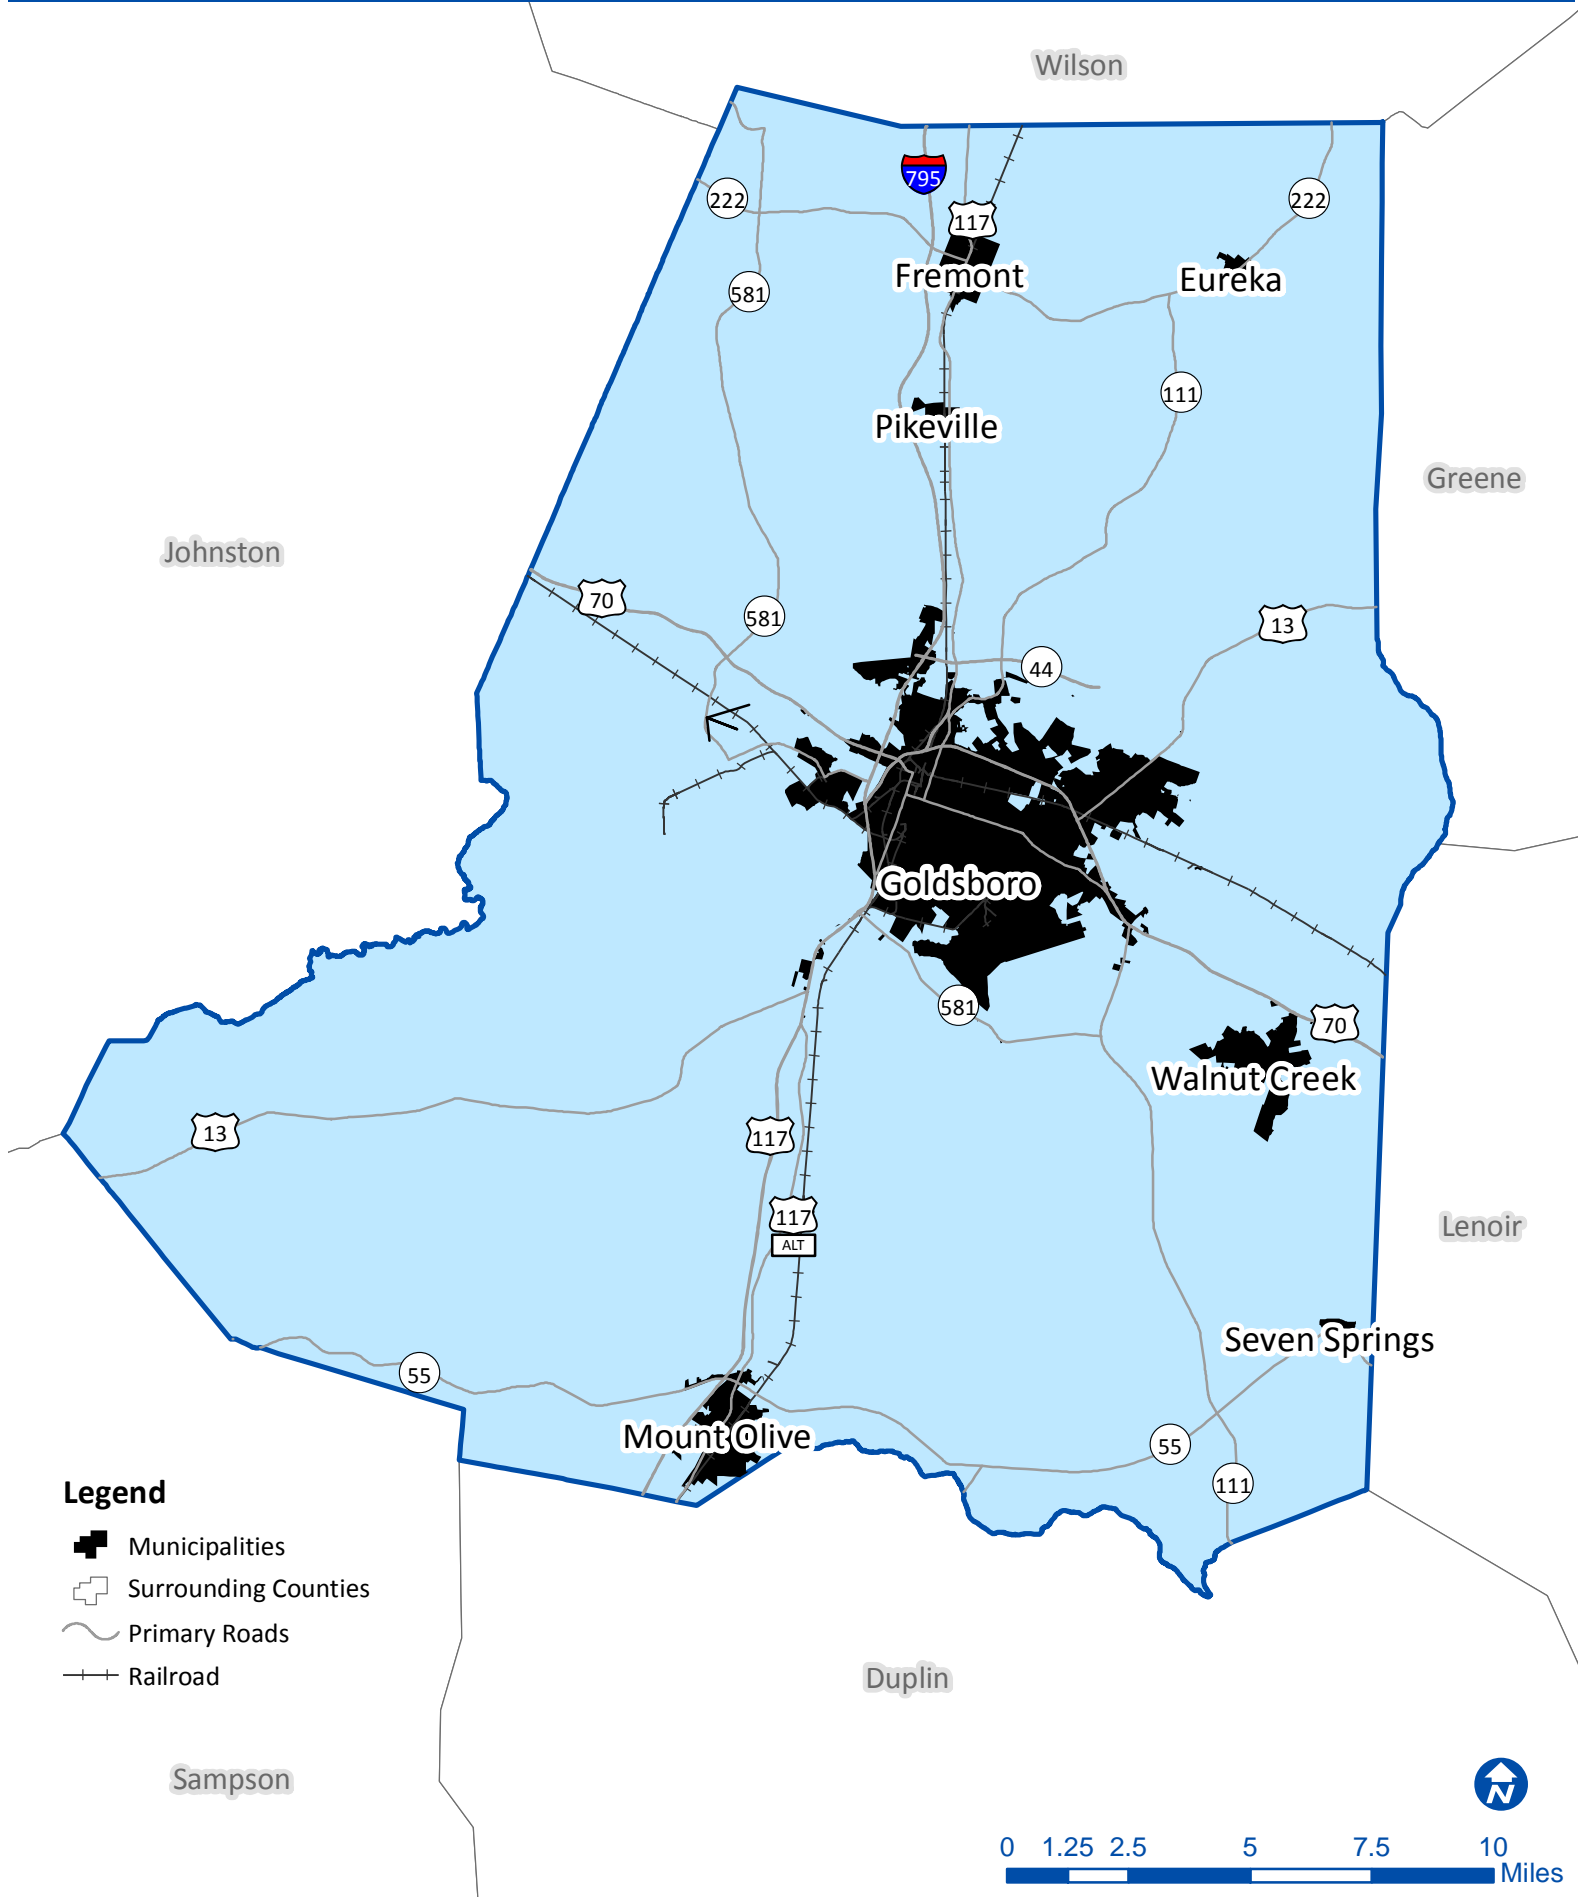 Wilson
795
222
222
117
Fremont
Eureka
581
111
Pikeville
Greene
Johnston
70
581
13
44
Goldsboro
581
70
Walnut Creek
13
117
117
ALT
Lenoir
Seven Springs
55
Mount Olive
55
111
Legend
Municipalities
Surrounding Counties
Primary Roads
Railroad
Duplin
Sampson
N
0 1.25 2.5 5 7.5 10
Miles